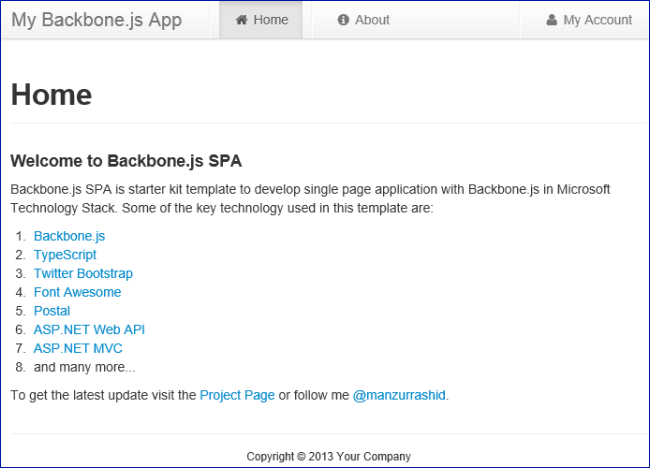 My Backbone.js App Home About My Account
Home
Welcome to Backbone.js SPA
Backbone.js SPA is starter kit template to develop single page application with Backbone.js in Microsoft
Technology Stack. Some of the key technology used in this template are:
1. Backbone.js
2. TypeScript
3. Twitter Bootstrap
4. Font Awesome
5. Postal
6. ASP.NET Web API
7. ASP.NET MVC
8. and many more...
To get the latest update visit the Project Page or follow me @manzurrashid.
Copyright © 2013 Your Company